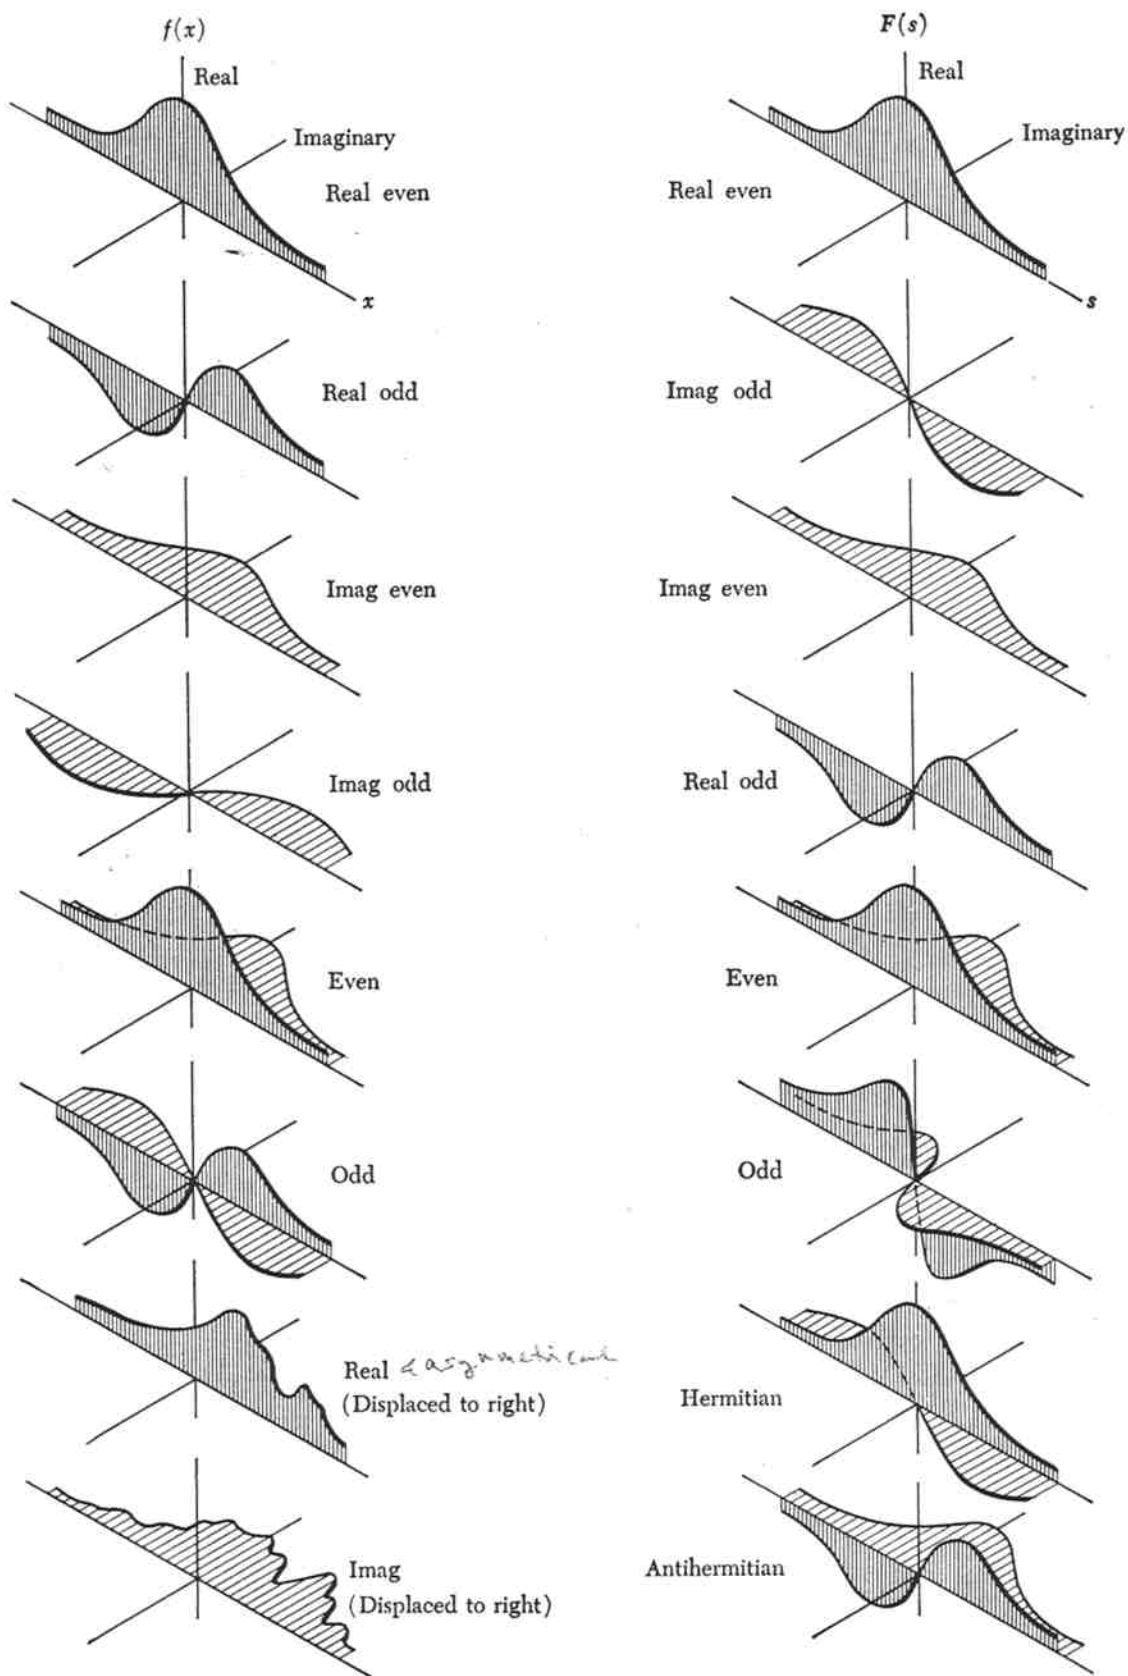 f(x)
F(s)
Real
Real
Imaginary
Imaginary
Real even
Real even
x
s
Real odd
Imag odd
Imag even
Imag even
Imag odd
Real odd
Even
Even
Odd
Odd
Real
(Displaced to right)
Hermitian
Imag
(Displaced to right)
Antihermitian